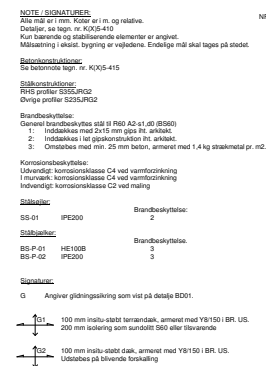 NOTE / SIGNATURER:
Alle mål er i mm. Koter er i m. og relative.
Detaljer, se tegn. nr. K(X)5-410
Kun bærende og stabiliserende elementer er angivet.
Målsætning i eksist. bygning er vejledene. Endelige mål skal tages på stedet.
Betonkonstruktioner:
Se betonnote tegn. nr. K(X)5-415
Stålkonstruktioner:
RHS profiler S355JRG2
Øvrige profiler S235JRG2
Brandbeskyttelse:
Generel brandbeskyttes stål til R60 A2-s1,d0 (BS60)
1: Inddækkes med 2x15 mm gips iht. arkitekt.
2: Inddækkes i let gipskonstruktion iht. arkitekt.
3: Omstøbes med min. 25 mm beton, armeret med 1,4 kg strækmetal pr. m2.
Korrosionsbeskyttelse:
Udvendigt: korrosionsklasse C4 ved varmforzinkning
I murværk: korrosionsklasse C4 ved varmforzinkning
Indvendigt: korrosionsklasse C2 ved maling
Stålsøjler:
Brandbeskyttelse:
SS-01 IPE200 2
Stålbjælker:
Brandbeskyttelse.
BS-P-01 HE100B 3
BS-P-02 IPE200 3
Signaturer:
G Angiver glidningssikring som vist på detalje BD01.
G1 100 mm insitu-støbt terrændæk, armeret med Y8/150 i BR. US.
200 mm isolering som sundolitt S60 eller tilsvarende
G2 100 mm insitu-støbt dæk, armeret med Y8/150 i BR. US.
Udstøbes på blivende forskalling